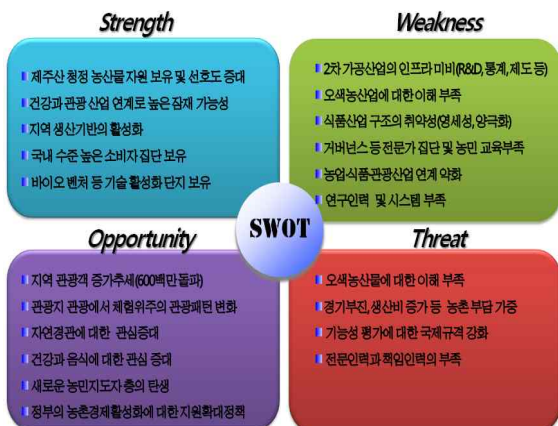 Strength
제주산 청정 농산물 자원 보유 및 선호도 증대
건강과 관광 산업 연계로 높은 잠재 가능성
지역 생산기반의 활성화
국내 수준 높은 소비자 집단 보유
바이오 벤처 등 기술 활성화 단지 보유
Weakness
2차 가공산업의 인프라 미비(R&D, 통계, 제도 등)
오색농산업에 대한 이해 부족
식품산업 구조의 취약성(영세성, 양극화)
거버넌스 등 전문가 집단 및 농민 교육부족
농업·식품·관광산업 연계 약화
연구인력 및 시스템 부족
SWOT
Opportunity
지역 관광객 증가추세(600백만 돌파)
관광지 관광에서 체험위주의 관광패턴 변화
자연경관에 대한 관심증대
건강과 음식에 대한 관심 증대
새로운 농민지도자 층의 탄생
정부의 농촌경제활성화에 대한 지원확대정책
Threat
오색농산물에 대한 이해 부족
경기부진, 생산비 증가 등 농촌 부담 가중
기능성 평가에 대한 국제규격 강화
전문인력과 책임인력의 부족